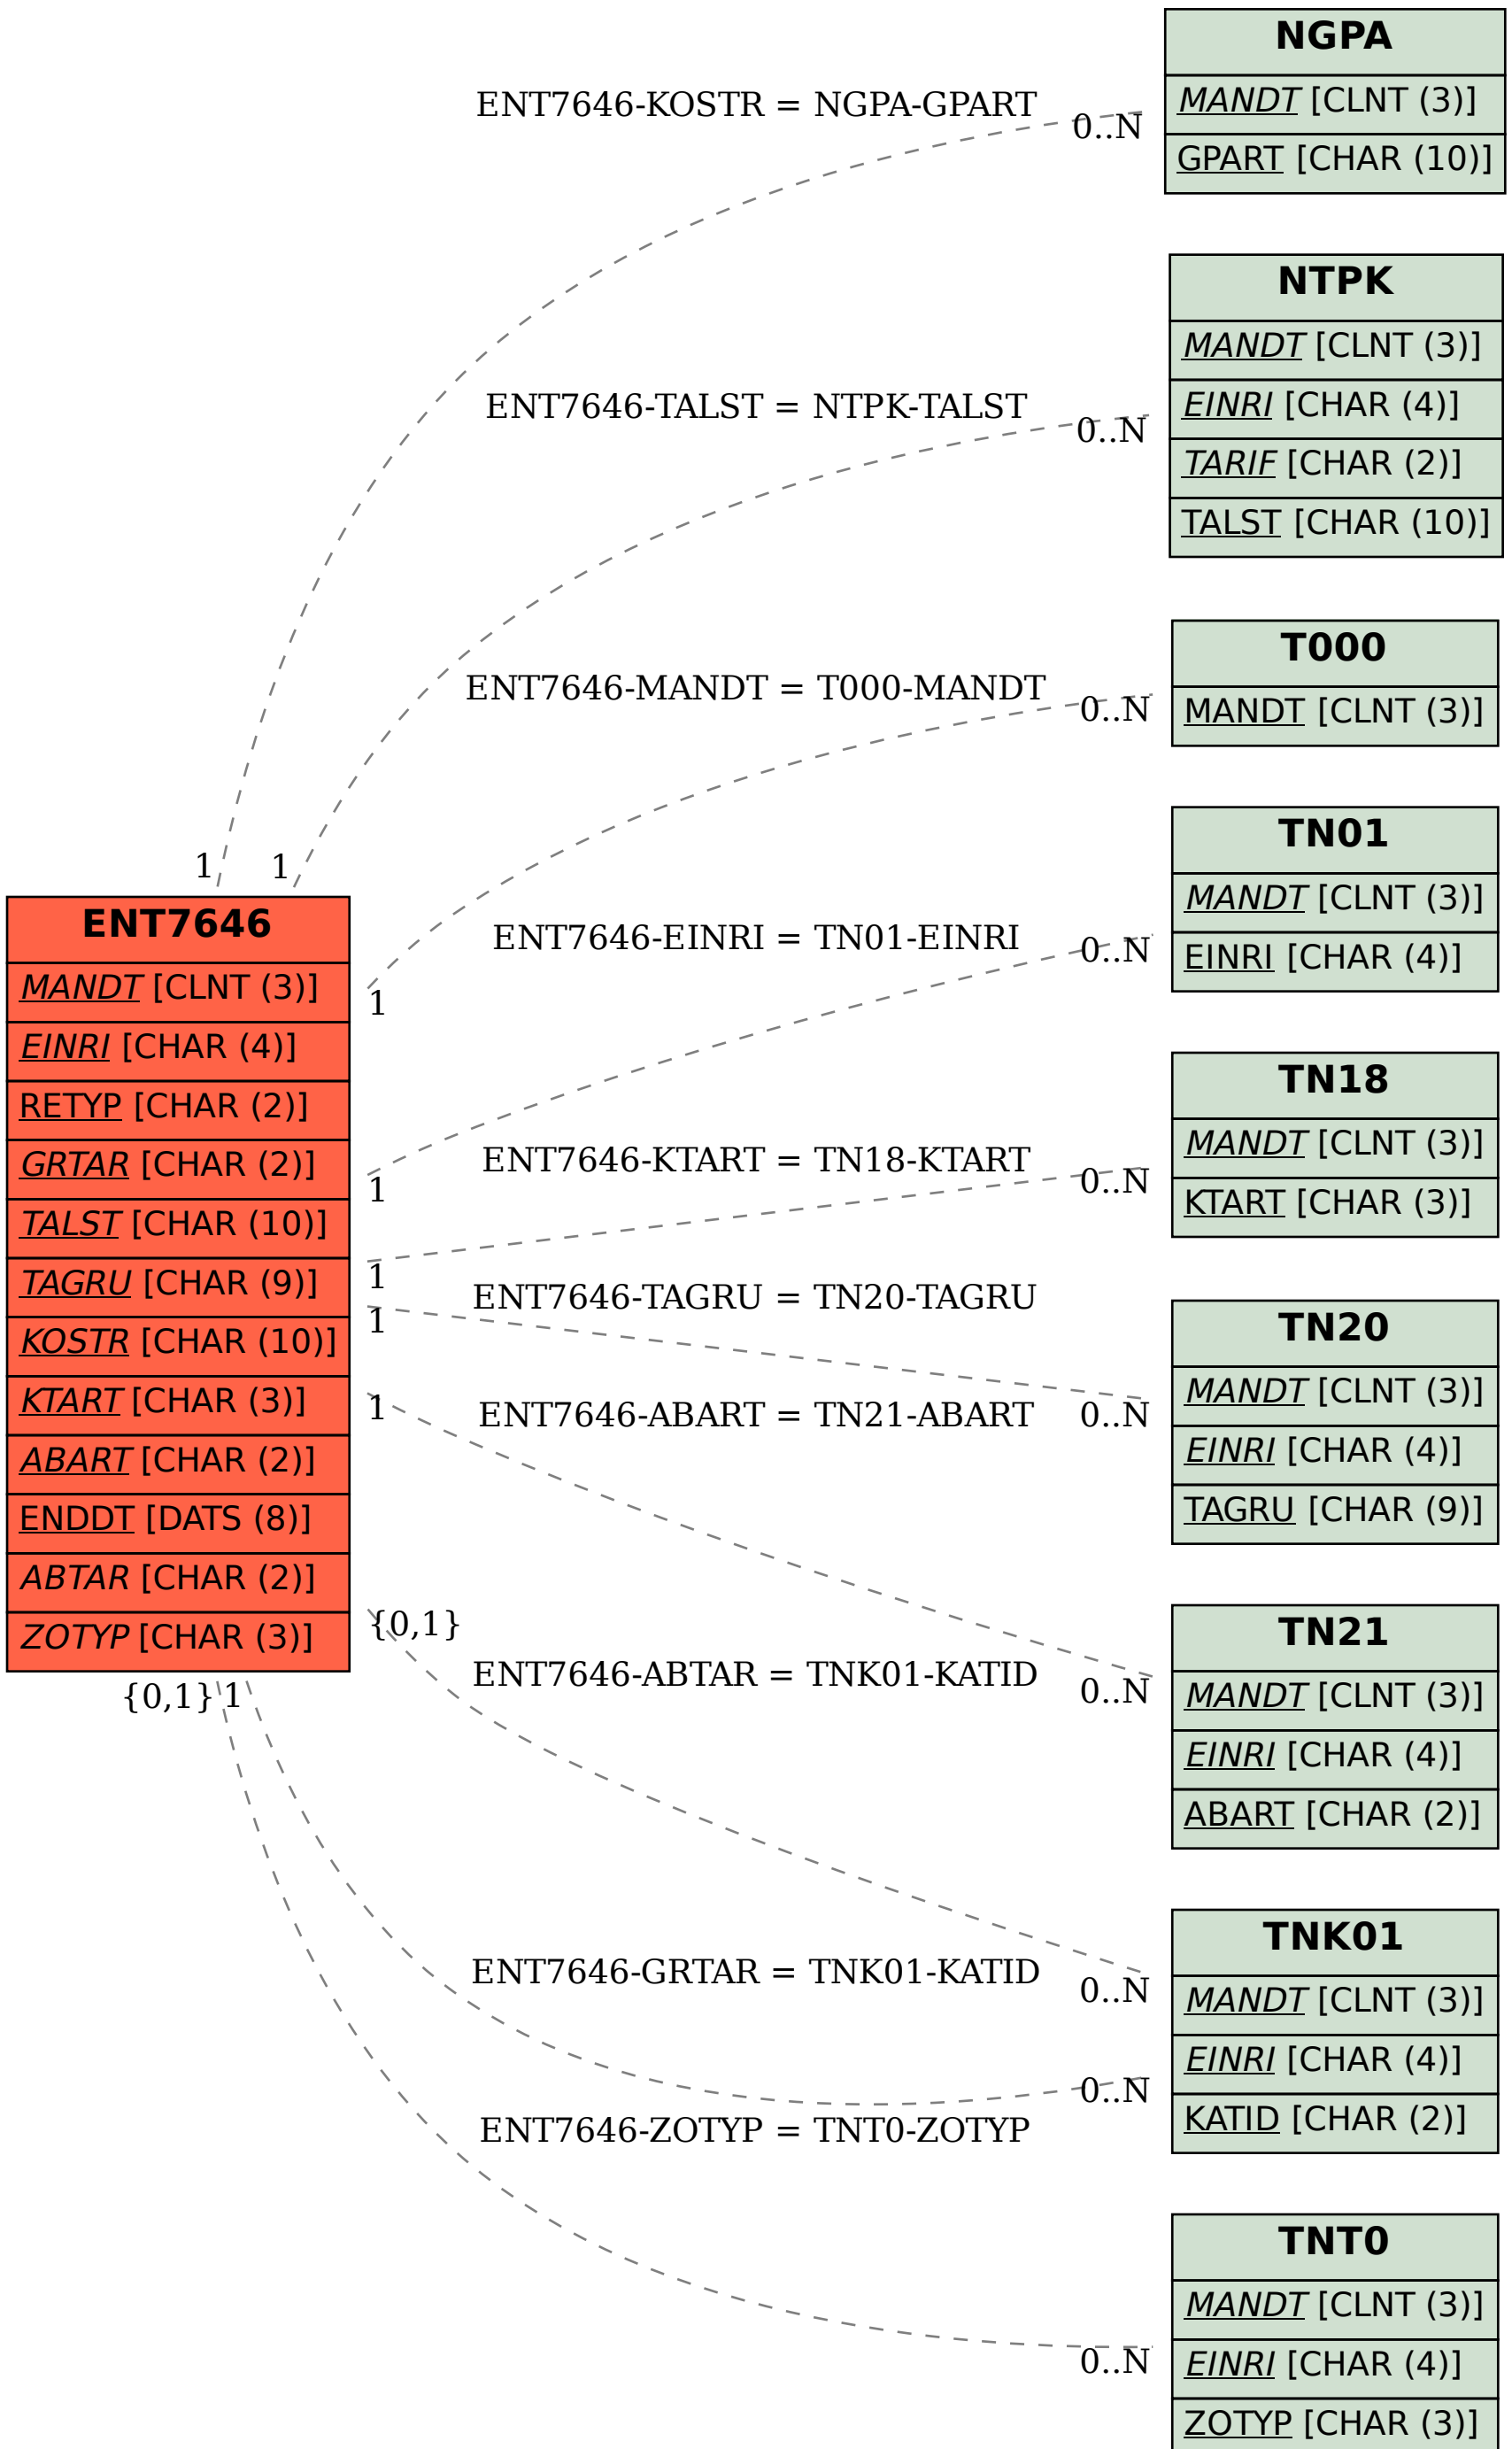 NGPA
MANDT [CLNT (3)]
GPART [CHAR (10)]
ENT7646-KOSTR = NGPA-GPART
0..N
NTPK
MANDT [CLNT (3)]
EINRI [CHAR (4)]
TARIF [CHAR (2)]
TALST [CHAR (10)]
ENT7646-TALST = NTPK-TALST
0..N
T000
MANDT [CLNT (3)]
ENT7646-MANDT = T000-MANDT
0..N
TN01
MANDT [CLNT (3)]
EINRI [CHAR (4)]
1
1
ENT7646
MANDT [CLNT (3)]
EINRI [CHAR (4)]
RETYP [CHAR (2)]
GRTAR [CHAR (2)]
TALST [CHAR (10)]
TAGRU [CHAR (9)]
KOSTR [CHAR (10)]
KTART [CHAR (3)]
ABART [CHAR (2)]
ENDDT [DATS (8)]
ABTAR [CHAR (2)]
ZOTYP [CHAR (3)]
ENT7646-EINRI = TN01-EINRI
0..N
1
TN18
MANDT [CLNT (3)]
KTART [CHAR (3)]
ENT7646-KTART = TN18-KTART
0..N
1
1
ENT7646-TAGRU = TN20-TAGRU
1
TN20
MANDT [CLNT (3)]
EINRI [CHAR (4)]
TAGRU [CHAR (9)]
1
ENT7646-ABART = TN21-ABART
0..N
TN21
MANDT [CLNT (3)]
EINRI [CHAR (4)]
ABART [CHAR (2)]
{0,1}
ENT7646-ABTAR = TNK01-KATID
0..N
{0,1}
1
TNK01
MANDT [CLNT (3)]
EINRI [CHAR (4)]
KATID [CHAR (2)]
ENT7646-GRTAR = TNK01-KATID
0..N
0..N
ENT7646-ZOTYP = TNT0-ZOTYP
TNT0
MANDT [CLNT (3)]
EINRI [CHAR (4)]
ZOTYP [CHAR (3)]
0..N